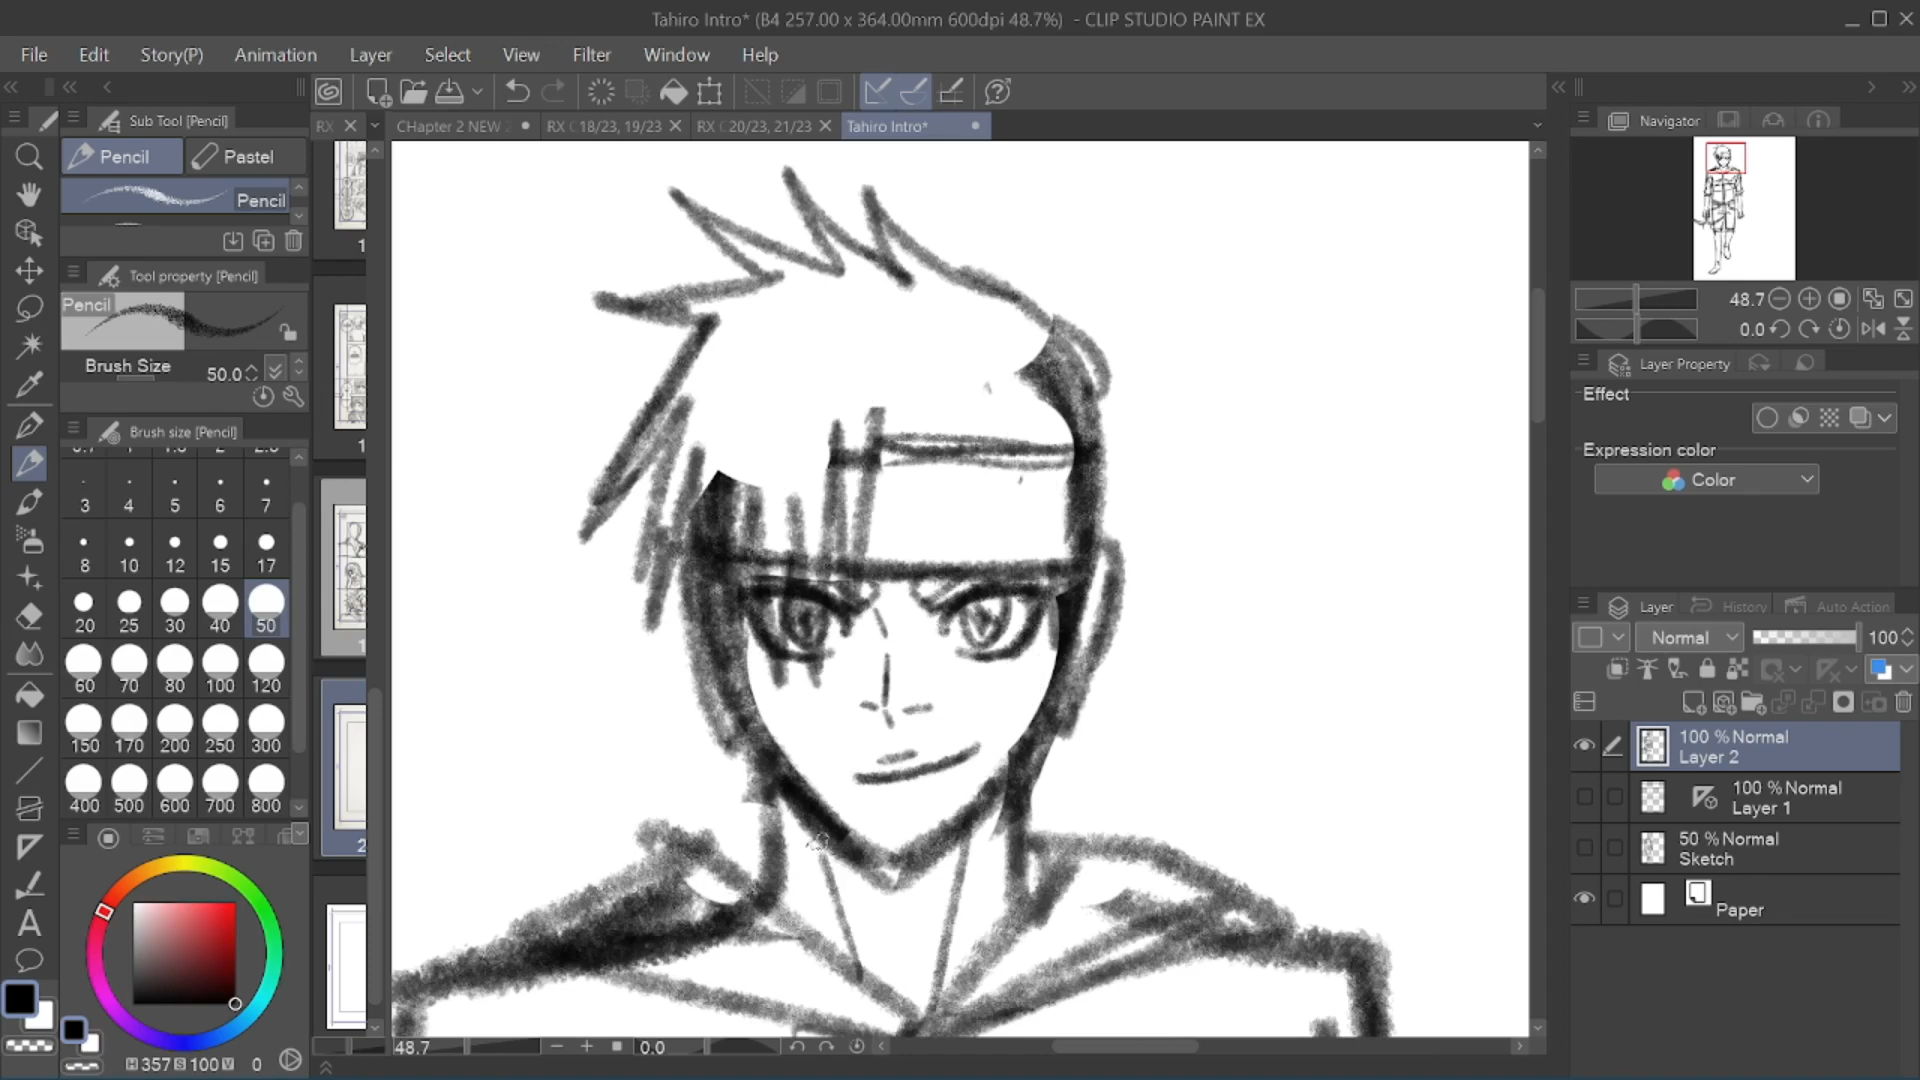 Tahiro Intro* (B4 257.00 x 364.00mm 600dpi 48.7%) - CLIP STUDIO PAINT EX
File Edit Story(P) Animation Layer Select View Filter Window Help
Sub Tool [Pencil]
RX CHapter 2 NEW RX 18/23, 19/23 RX 20/23, 21/23 Tahiro Intro*
Navigator
Pencil Pastel
Pencil
Tool property [Pencil]
Pencil
48.7
0.0
Brush Size 50.0
Layer Property
Effect
Brush size [Pencil]
Expression color
Color
3 4 5 6 7
8 10 12 15 17
20 25 30 40 50
60 70 80 100 120
150 170 200 250 300
400 500 600 700 800
Layer History Auto Action
Normal 100
100 %Normal
Layer 2
100 %Normal
Layer 1
50 %Normal
Sketch
Paper
A
H 357 S 100 V 0
48.7 0.0